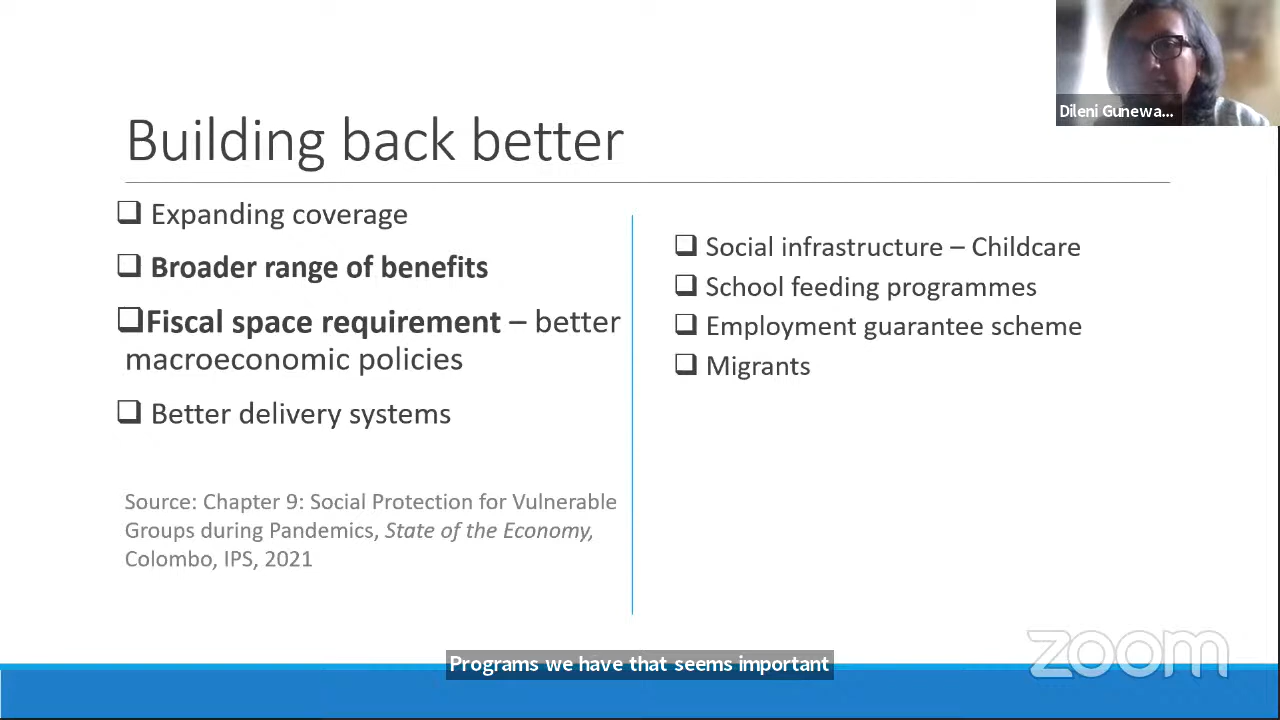 Dileni Gunewa...
Building back better
Expanding coverage
Broader range of benefits
Fiscal space requirement – better
macroeconomic policies
Better delivery systems
Source: Chapter 9: Social Protection for Vulnerable
Groups during Pandemics, State of the Economy,
Colombo, IPS, 2021
Social infrastructure – Childcare
School feeding programmes
Employment guarantee scheme
Migrants
zoom
Programs we have that seems important